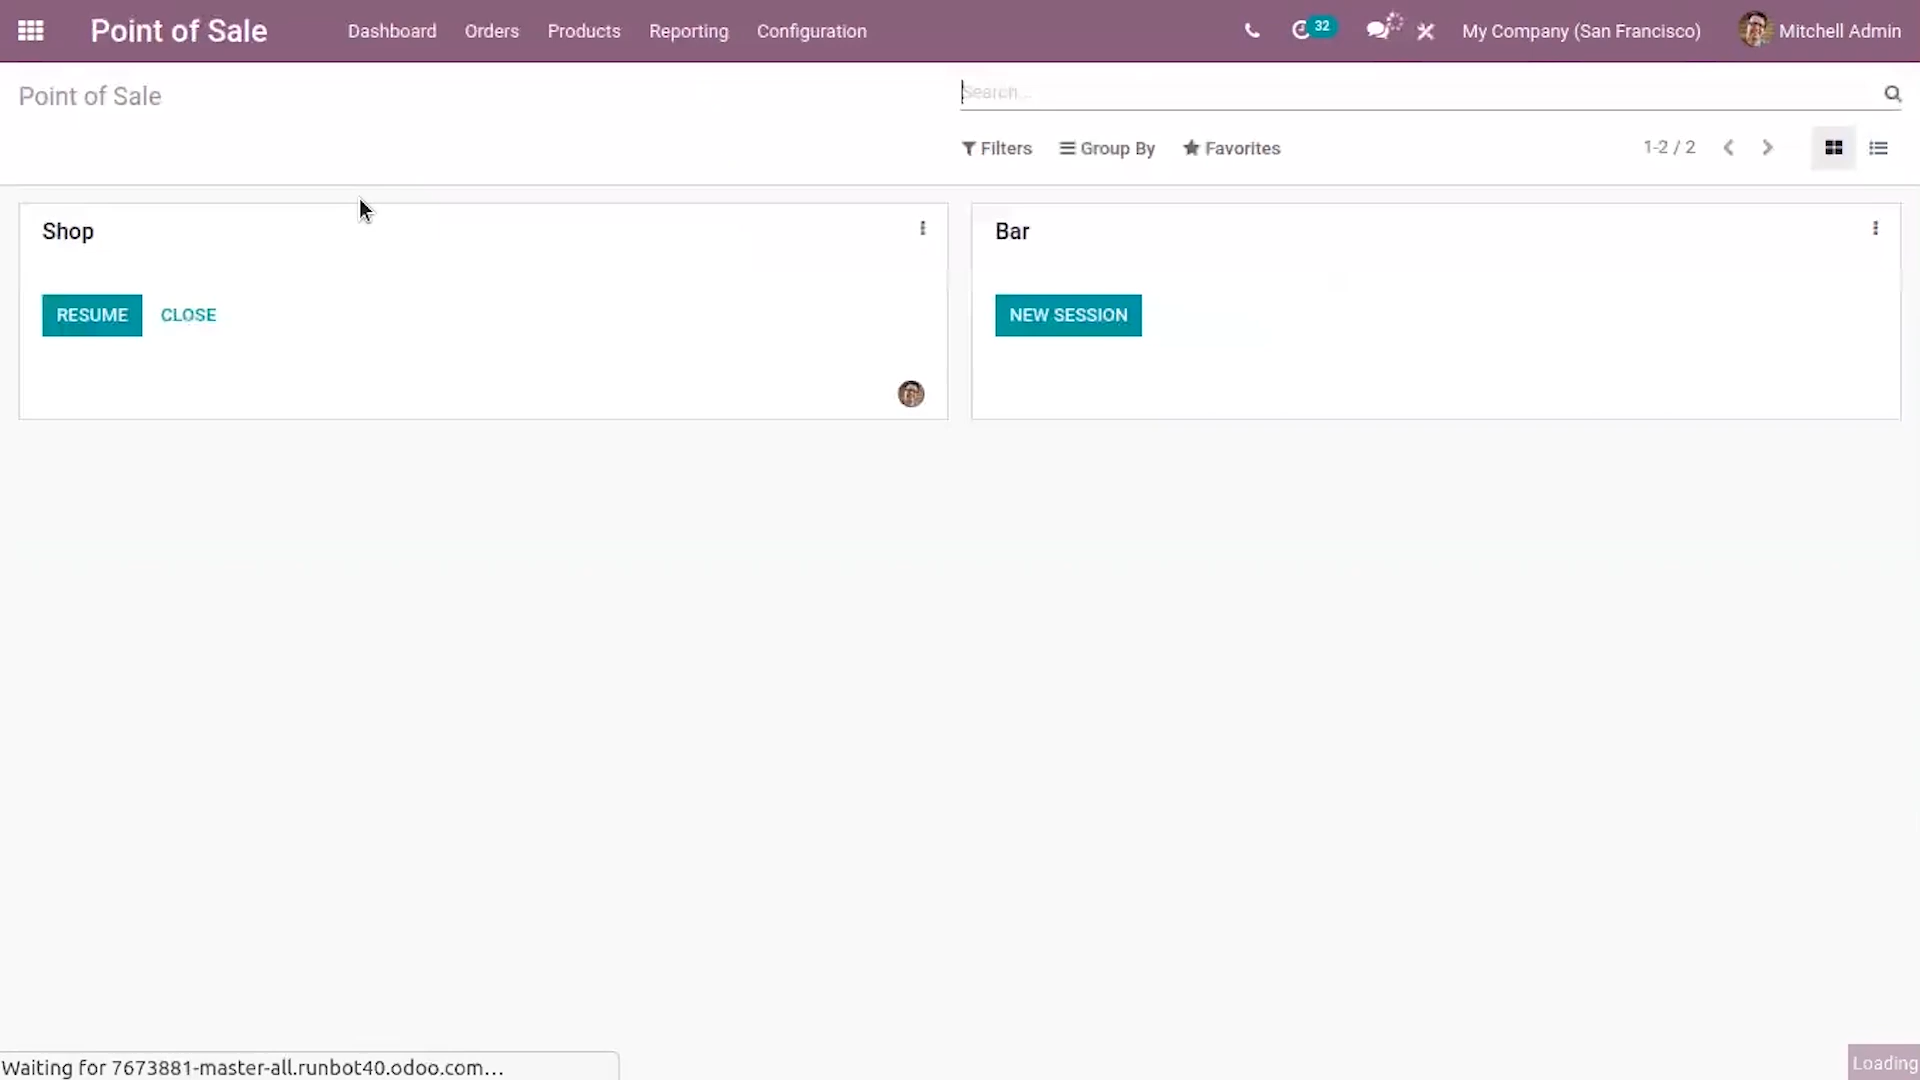 Point of Sale Dashboard Orders Products Reporting Configuration 32 My Company (San Francisco) Mitchell Admin
Point of Sale
Search...
Filters Group By Favorites 1-2 / 2
Shop
Bar
RESUME CLOSE
NEW SESSION
Waiting for 7673881-master-all.runbot40.odoo.com...
Loading